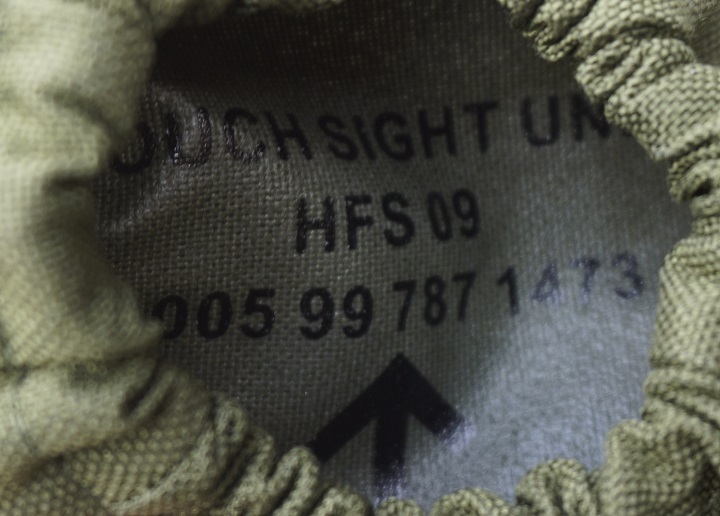 OUCH SIGHT UN
HFS 09
005 99 787 1473